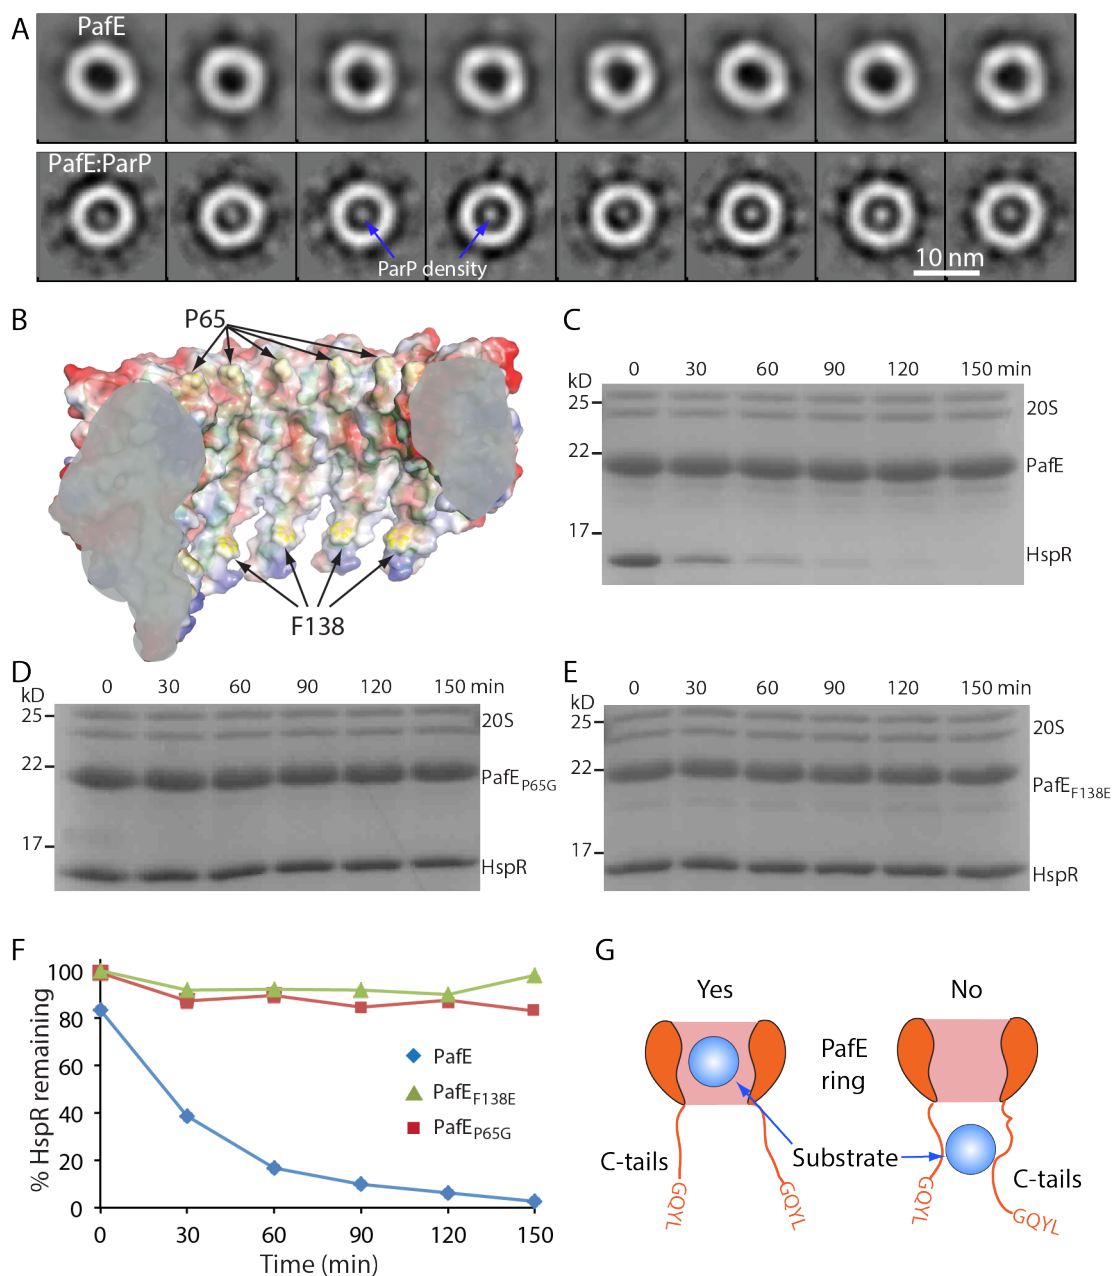 A
PafE
PafE:ParP
ParP density
10 nm
B
P65
F138
C
0 30 60 90 120 150 min
kD
25
22
17
20S
PafE
HspR
D
0 30 60 90 120 150 min
kD
25
22
17
20S
PafEP65G
HspR
E
0 30 60 90 120 150 min
kD
25
22
17
20S
PafEF138E
HspR
F
% HspR remaining
100
80
60
40
20
0
0 30 60 90 120 150
Time (min)
PafE
PafEF138E
PafEP65G
G
Yes No
PafE
ring
Substrate
C-tails
C-tails
GQYL
GQYL
GQYL
GQYL